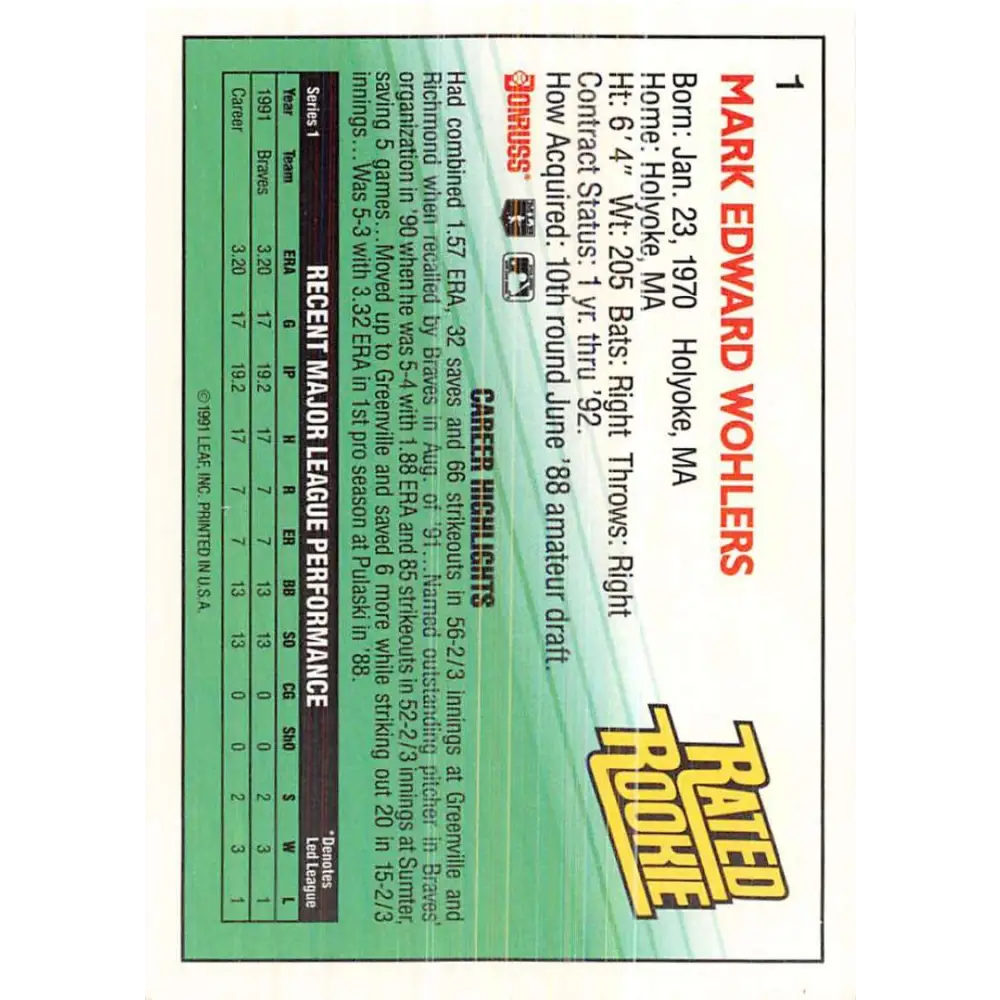 1
MARK EDWARD WOHLERS
Born: Jan. 23, 1970 Holyoke, MA
Home: Holyoke, MA
Ht: 6' 4" Wt: 205 Bats: Right Throws: Right
Contract Status: 1 yr. thru '92.
How Acquired: 10th round June '88 amateur draft.
RATED
ROOKIE
DONRUSS®
CAREER HIGHLIGHTS
Had combined 1.57 ERA, 32 saves and 66 strikeouts in 56-2/3 innings at Greenville and
Richmond when recalled by Braves in Aug. of '91...Named outstanding pitcher in Braves'
organization in '90 when he was 5-4 with 1.88 ERA and 85 strikeouts in 52-2/3 innings at Sumter,
saving 5 games...Moved up to Greenville and saved 6 more while striking out 20 in 15-2/3
innings...Was 5-3 with 3.32 ERA in 1st pro season at Pulaski in '88.
Series 1 RECENT MAJOR LEAGUE PERFORMANCE *Denotes Led League
Year Team ERA G IP H R ER BB SO CG ShO S W L
1991 Braves 3.20 17 19.2 17 7 7 13 13 0 0 2 3 1
Career 3.20 17 19.2 17 7 7 13 13 0 0 2 3 1
© 1991 LEAF, INC. PRINTED IN U.S.A.